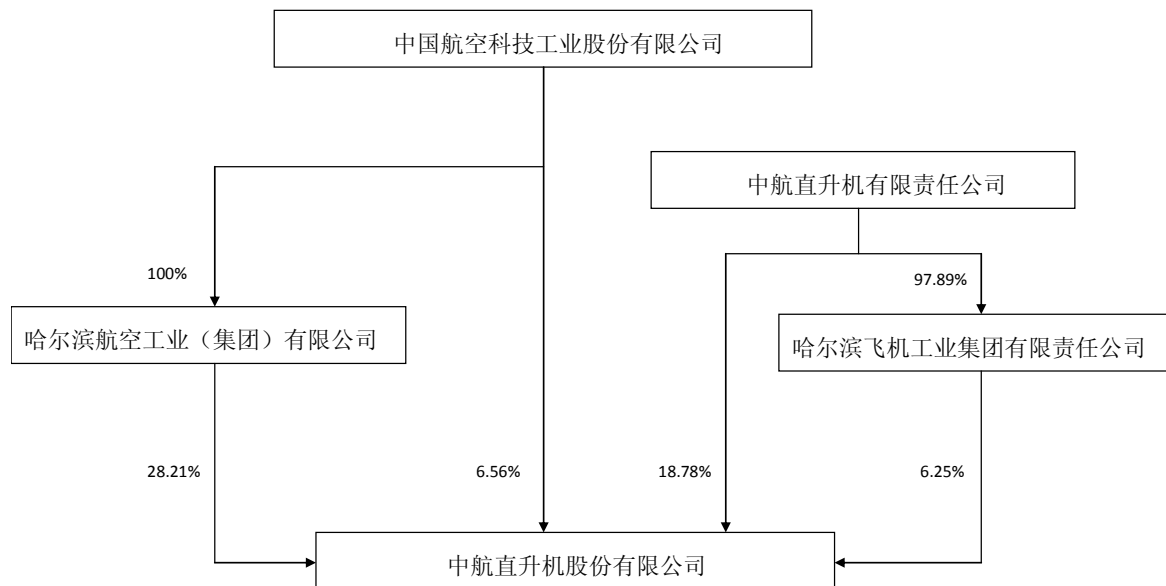 中国航空科技工业股份有限公司
中航直升机有限责任公司
100%
97.89%
哈尔滨航空工业（集团）有限公司
哈尔滨飞机工业集团有限责任公司
28.21%
6.56%
18.78%
6.25%
中航直升机股份有限公司